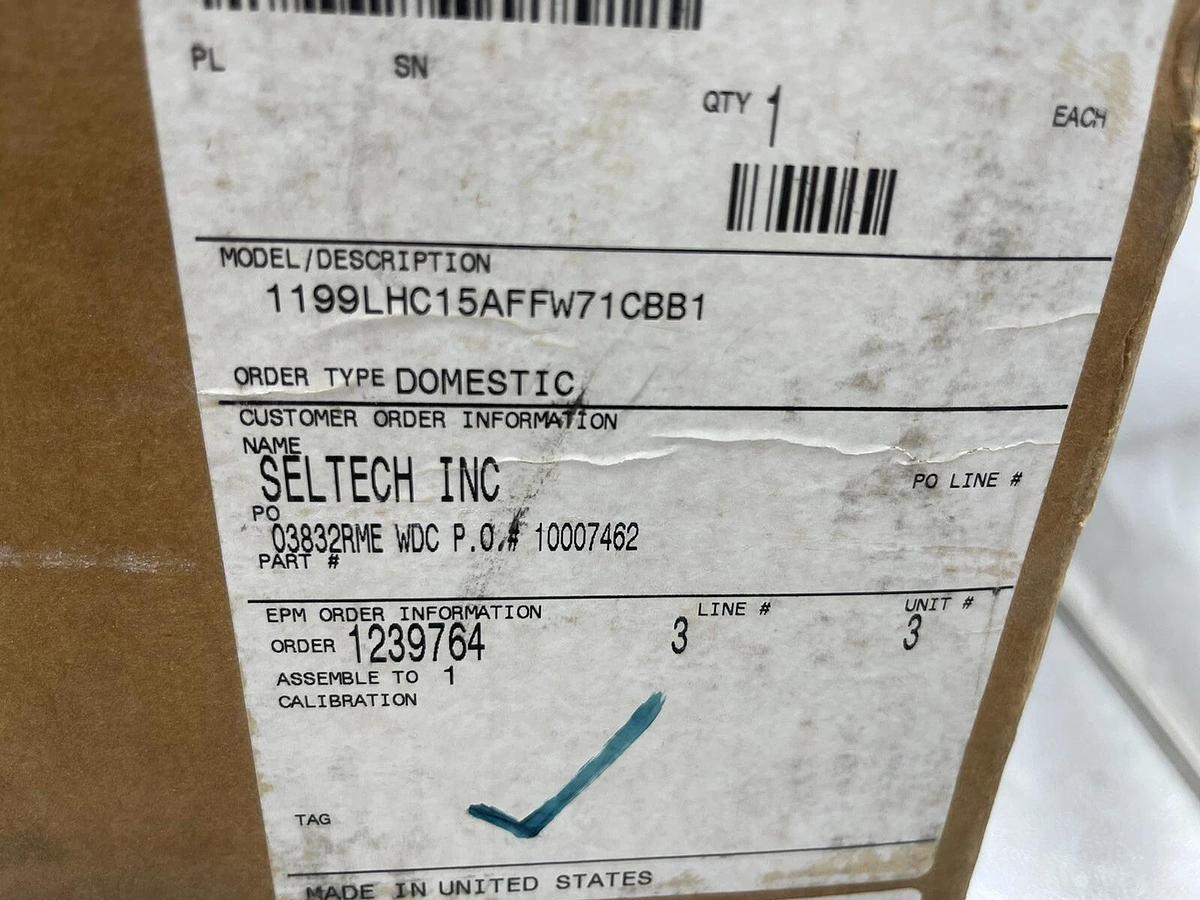 PL SN
QTY 1 EACH
MODEL/DESCRIPTION
1199LHC15AFFW71CBB1
ORDER TYPE DOMESTIC
CUSTOMER ORDER INFORMATION
NAME
SELTECH INC
PO LINE #
PO
03832RME WDC P.O.# 10007462
PART #
EPM ORDER INFORMATION LINE # UNIT #
ORDER 1239764 3 3
ASSEMBLE TO 1
CALIBRATION
TAG
MADE IN UNITED STATES